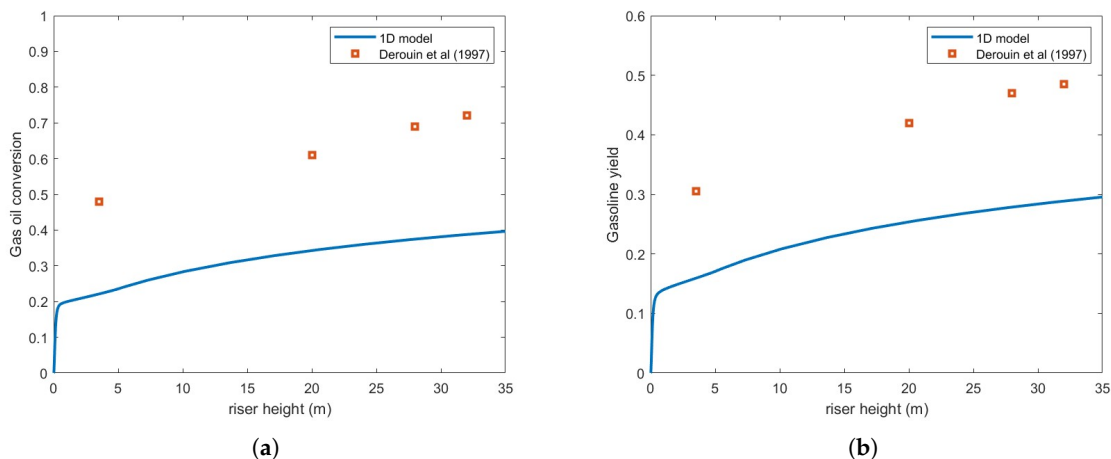 1
0.9
0.8
0.7
0.6
0.5
0.4
0.3
0.2
0.1
0
Gas oil conversion
1D model
Derouin et al (1997)
0 5 10 15 20 25 30 35
riser height (m)
(a)
0.6
0.5
0.4
0.3
0.2
0.1
0
Gasoline yield
1D model
Derouin et al (1997)
0 5 10 15 20 25 30 35
riser height (m)
(b)